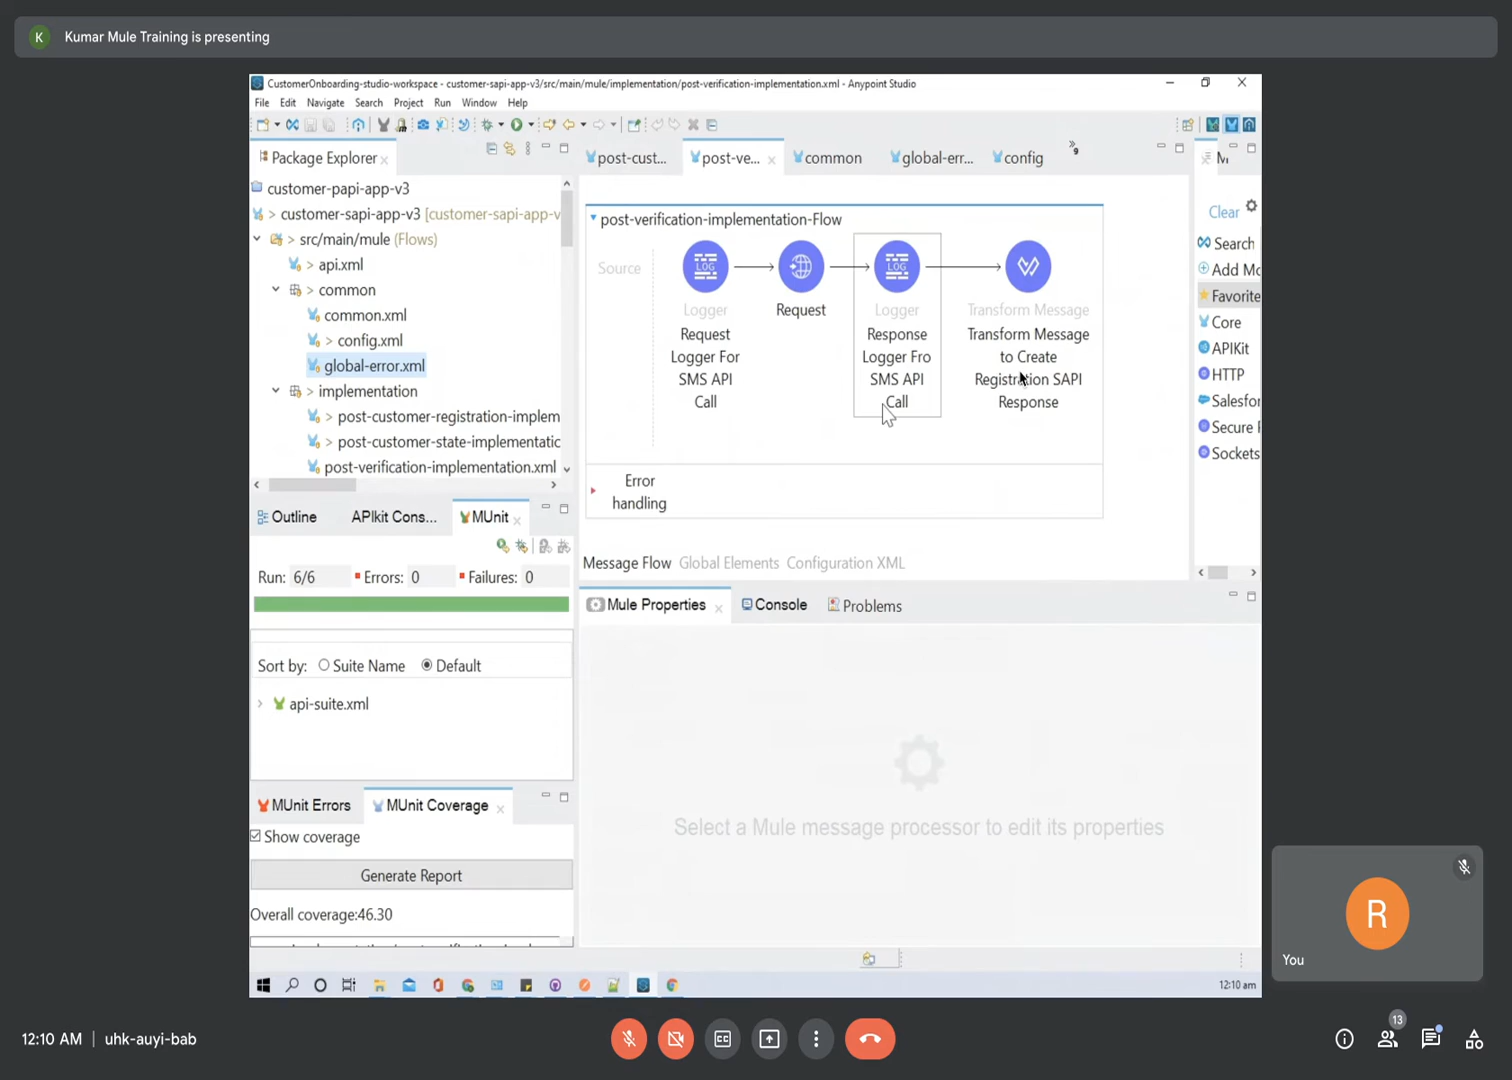 K
Kumar Mule Training is presenting
CustomerOnboarding-studio-workspace - customer-sapi-app-v3/src/main/mule/implementation/post-verification-implementation.xml - Anypoint Studio
File Edit Navigate Search Project Run Window Help
Package Explorer
customer-papi-app-v3
> customer-sapi-app-v3 [customer-sapi-app-v
> src/main/mule (Flows)
> api.xml
> common
common.xml
> config.xml
global-error.xml
> implementation
> post-customer-registration-implem
> post-customer-state-implementatic
post-verification-implementation.xml
post-cust...
post-ve...
common
global-err...
config
»9
post-verification-implementation-Flow
Source
LOG
Logger
Request
Logger For
SMS API
Call
Request
LOG
Logger
Response
Logger Fro
SMS API
Call
Transform Message
Transform Message
to Create
Registration SAPI
Response
Error
handling
Message Flow Global Elements Configuration XML
M
Clear
Search
Add Mc
Favorite
Core
APIKit
HTTP
Salesfor
Secure F
Sockets
Outline
APIkit Cons...
MUnit
Run: 6/6
Errors: 0
Failures: 0
Sort by:
Suite Name
Default
api-suite.xml
MUnit Errors
MUnit Coverage
Show coverage
Generate Report
Overall coverage:46.30
Mule Properties
Console
Problems
Select a Mule message processor to edit its properties
12:10 am
R
You
12:10 AM | uhk-auyi-bab
13